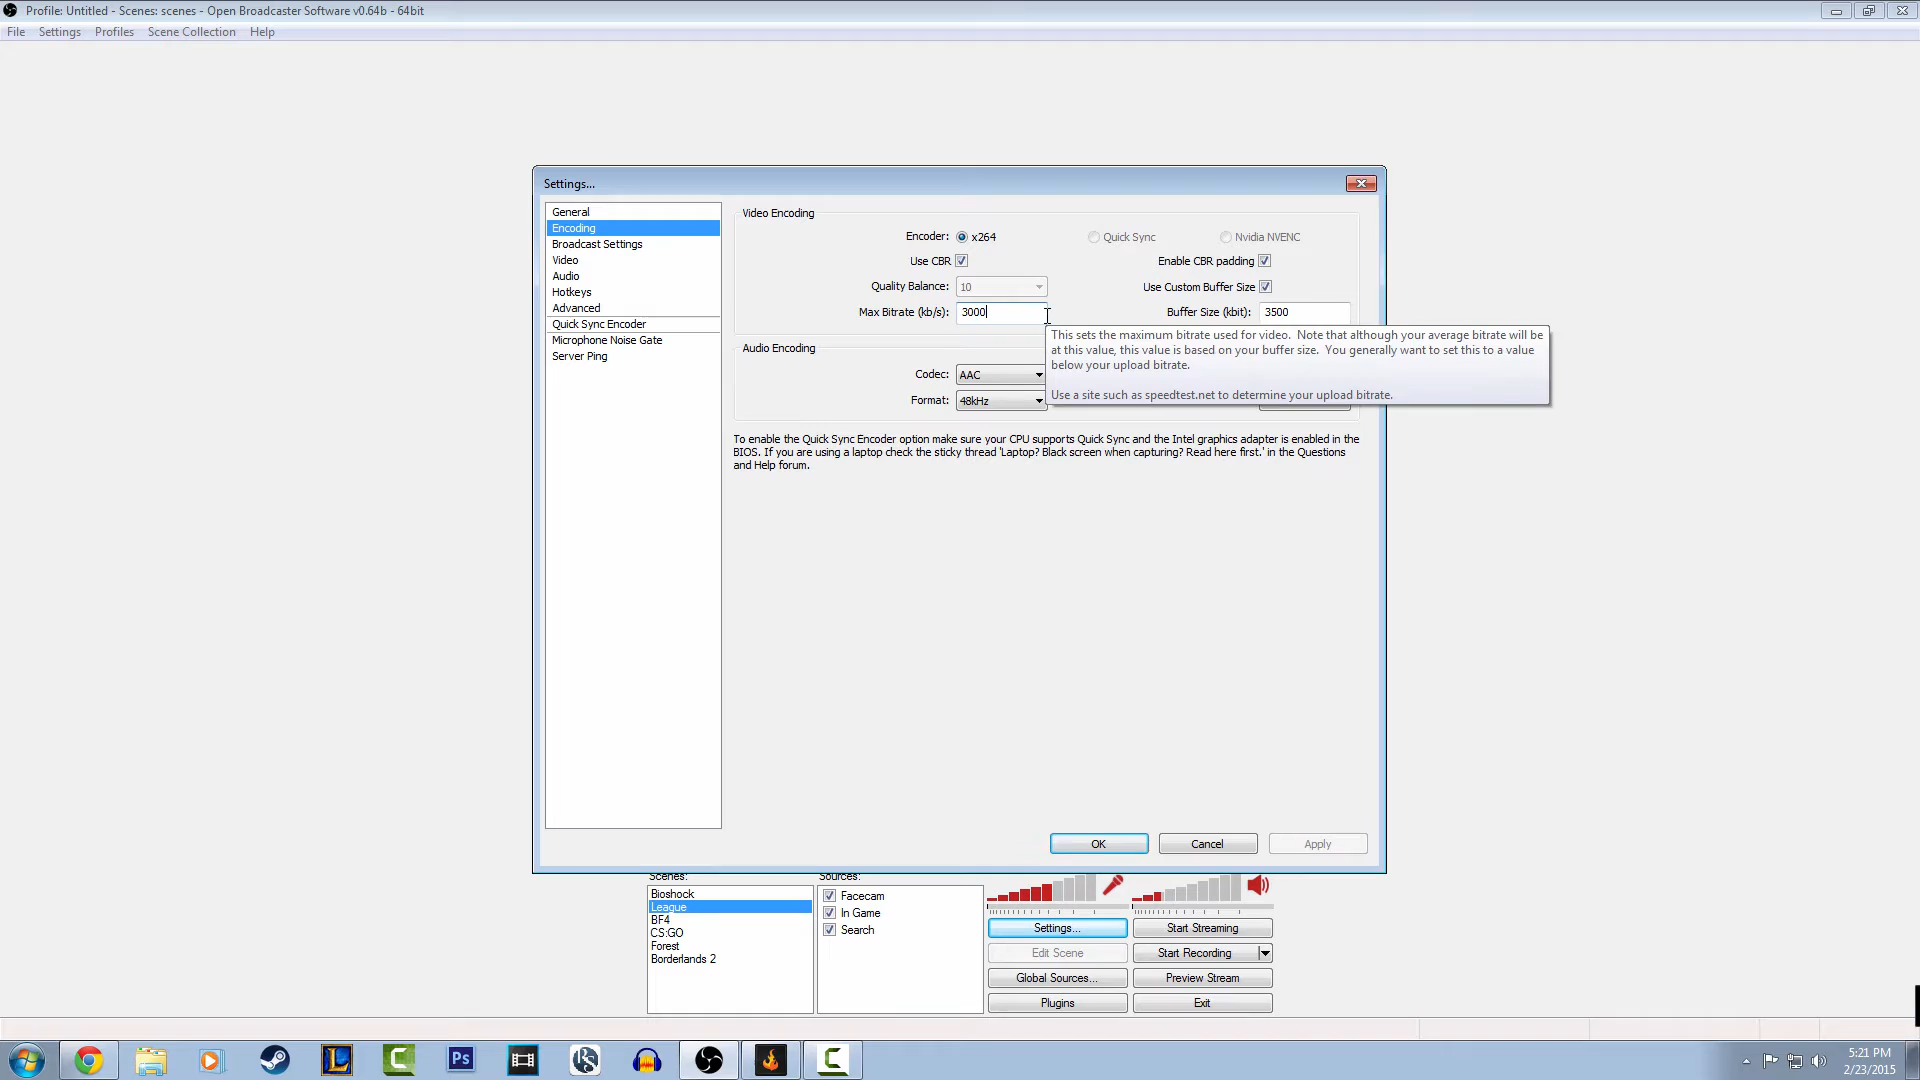 Profile: Untitled - Scenes: scenes - Open Broadcaster Software v0.64b - 64bit
File Settings Profiles Scene Collection Help
Settings...
General
Encoding
Broadcast Settings
Video
Audio
Hotkeys
Advanced
Quick Sync Encoder
Microphone Noise Gate
Server Ping
Video Encoding
Encoder: x264 Quick Sync Nvidia NVENC
Use CBR Enable CBR padding
Quality Balance: 10 Use Custom Buffer Size
Max Bitrate (kb/s): 3000 Buffer Size (kbit): 3500
This sets the maximum bitrate used for video. Note that although your average bitrate will be
at this value, this value is based on your buffer size. You generally want to set this to a value
below your upload bitrate.
Use a site such as speedtest.net to determine your upload bitrate.
Audio Encoding
Codec: AAC
Format: 48kHz
To enable the Quick Sync Encoder option make sure your CPU supports Quick Sync and the Intel graphics adapter is enabled in the
BIOS. If you are using a laptop check the sticky thread 'Laptop? Black screen when capturing? Read here first.' in the Questions
and Help forum.
OK Cancel Apply
Scenes:
Bioshock
League
BF4
CS:GO
Forest
Borderlands 2
Sources:
Facecam
In Game
Search
Settings... Start Streaming
Edit Scene Start Recording
Global Sources... Preview Stream
Plugins Exit
L
C
Ps
C
5:21 PM
2/23/2015